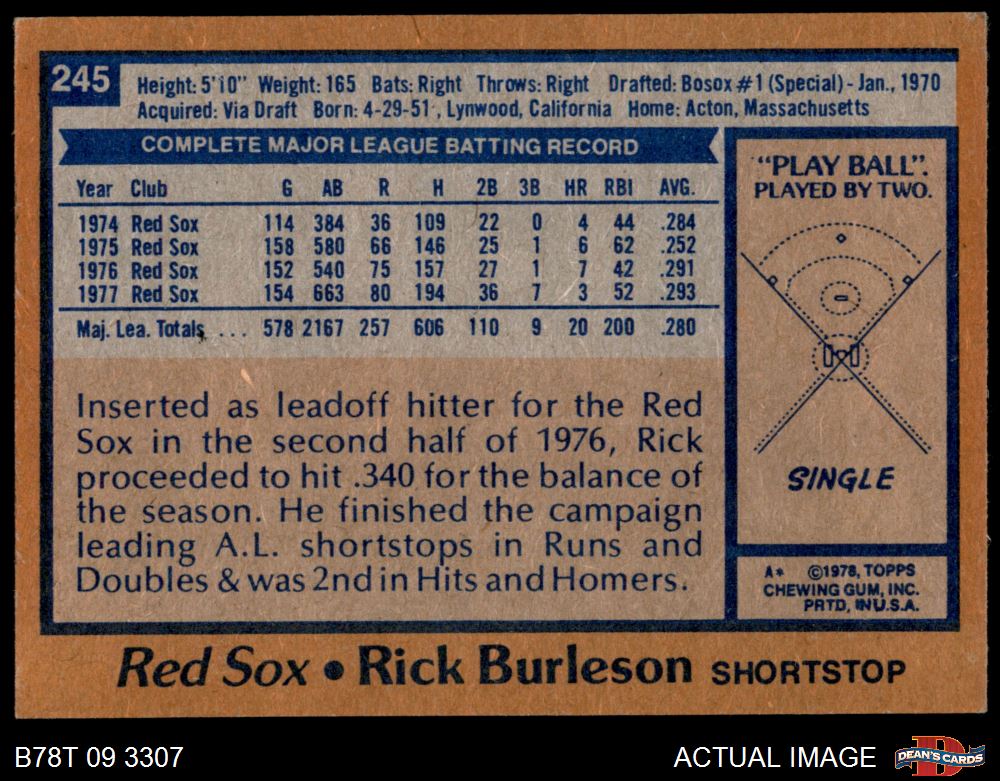 245
Height: 5'10" Weight: 165 Bats: Right Throws: Right Drafted: Bosox #1 (Special) - Jan., 1970
Acquired: Via Draft Born: 4-29-51, Lynwood, California Home: Acton, Massachusetts
COMPLETE MAJOR LEAGUE BATTING RECORD
Year Club G AB R H 2B 3B HR RBI AVG.
1974 Red Sox 114 384 36 109 22 0 4 44 .284
1975 Red Sox 158 580 66 146 25 1 6 62 .252
1976 Red Sox 152 540 75 157 27 1 7 42 .291
1977 Red Sox 154 663 80 194 36 7 3 52 .293
Maj. Lea. Totals ... 578 2167 257 606 110 9 20 200 .280
Inserted as leadoff hitter for the Red
Sox in the second half of 1976, Rick
proceeded to hit .340 for the balance of
the season. He finished the campaign
leading A.L. shortstops in Runs and
Doubles & was 2nd in Hits and Homers.
"PLAY BALL".
PLAYED BY TWO.
SINGLE
A* ©1978, TOPPS
CHEWING GUM, INC.
PRTD. IN U.S.A.
Red Sox • Rick Burleson SHORTSTOP
B78T 09 3307
ACTUAL IMAGE
D
DEAN'S CARDS